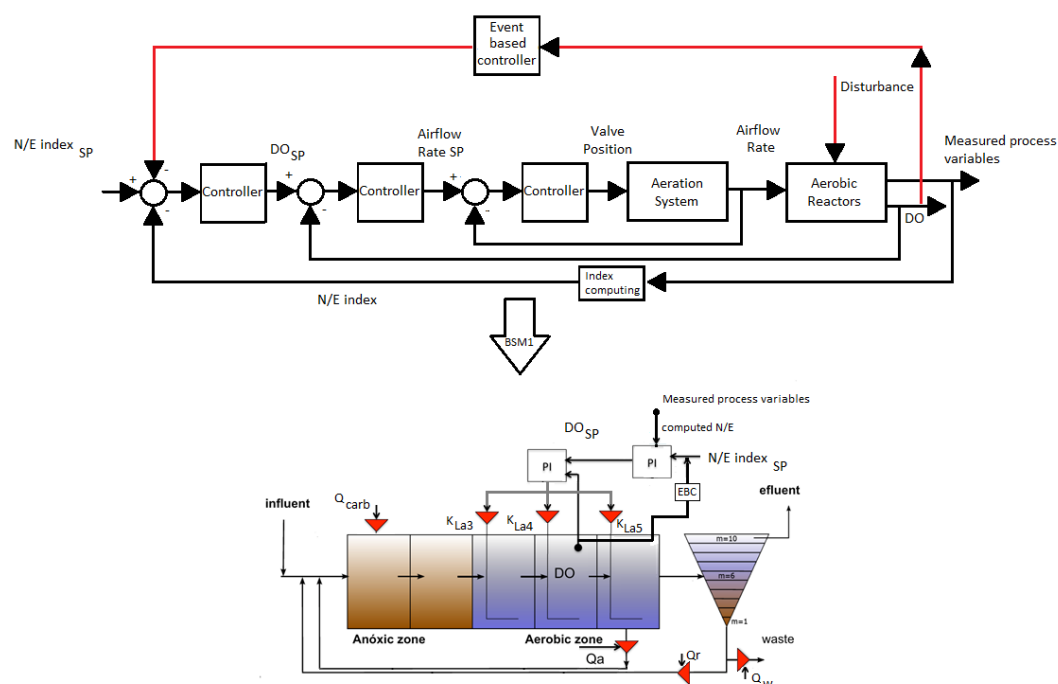 Event
based
controller
Disturbance
N/E index SP
DO SP
Airflow
Rate SP
Valve
Position
Airflow
Rate
Measured process
variables
+
-
-
Controller
+
-
Controller
+
-
Controller
Aeration
System
Aerobic
Reactors
DO
Index
computing
N/E index
BSM1
Measured process variables
computed N/E
DO SP
PI
PI
N/E index SP
EBC
influent
Q carb
K La3
K La4
K La5
efluent
m=10
m=6
m=1
DO
Anóxic zone
Aerobic zone
Qa
Qr
waste
Q w